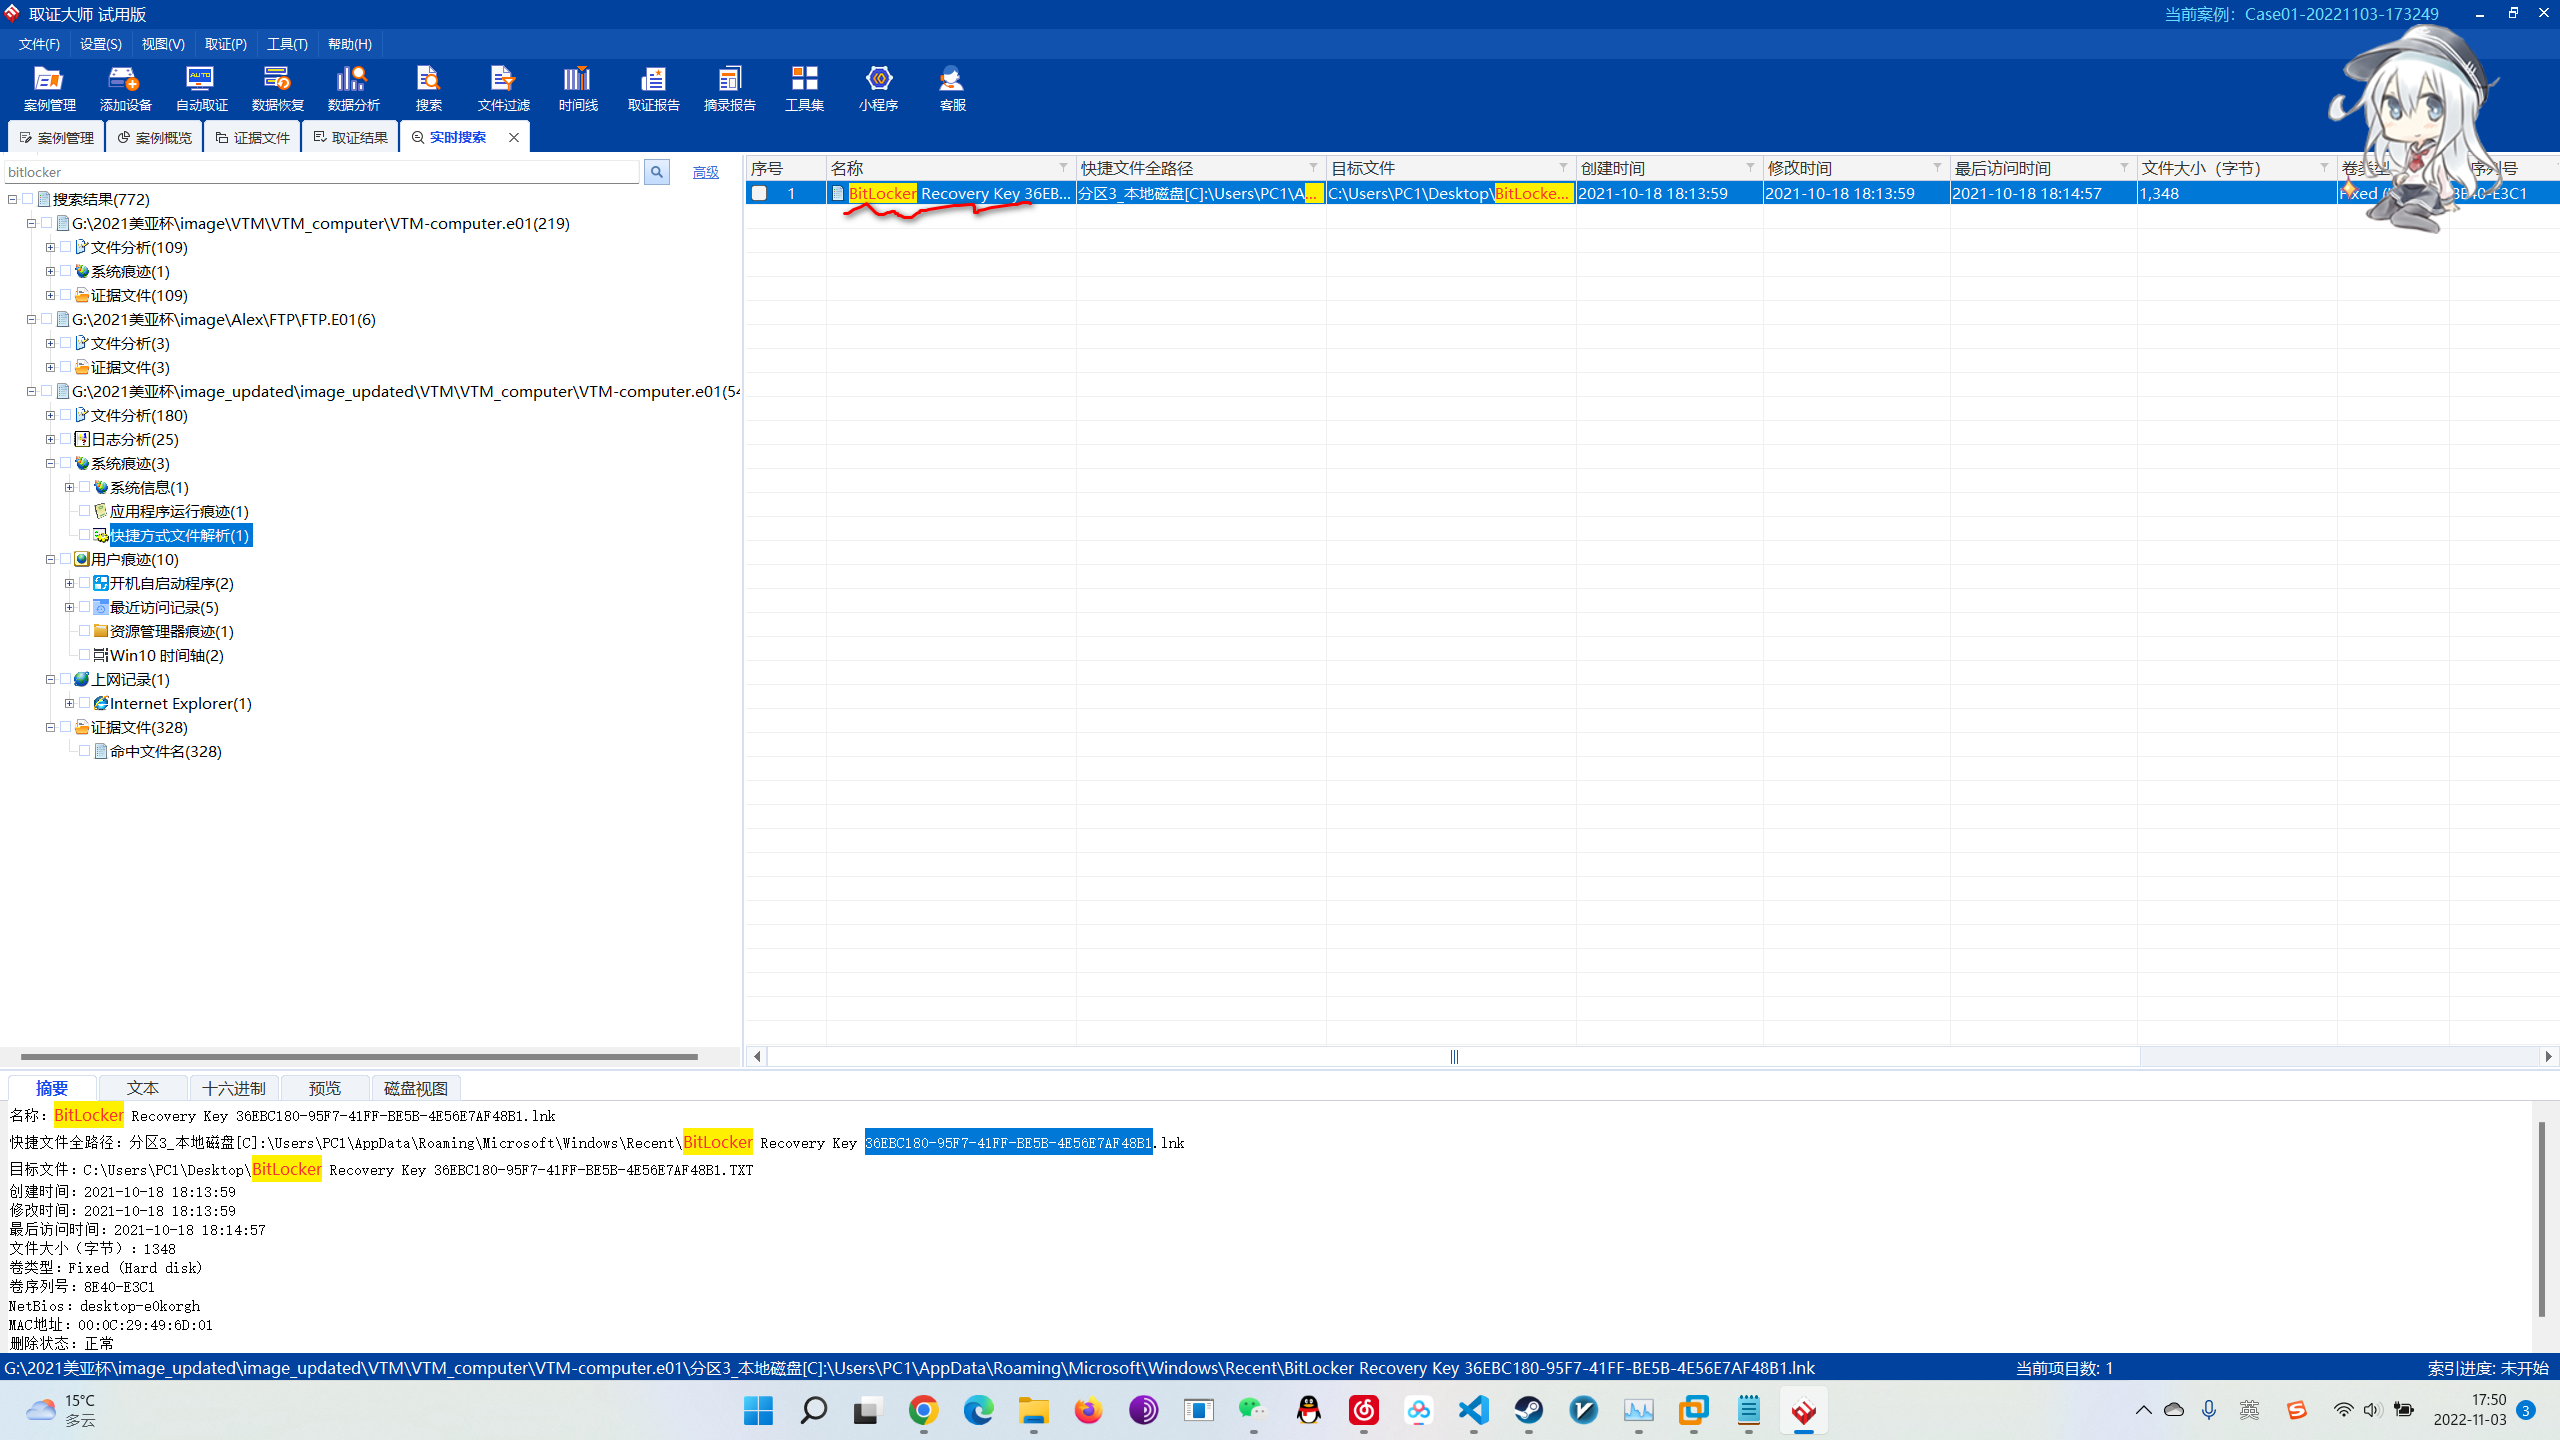 取证大师 试用版
当前案例：Case01-20221103-173249
文件(F) 设置(S) 视图(V) 取证(P) 工具(T) 帮助(H)
案例管理 添加设备 自动取证 数据恢复 数据分析 搜索 文件过滤 时间线 取证报告 摘录报告 工具集 小程序 客服
案例管理 案例概览 证据文件 取证结果 实时搜索
bitlocker 高级
搜索结果(772)
G:\2021美亚杯\image\VTM\VTM_computer\VTM-computer.e01(219)
文件分析(109)
系统痕迹(1)
证据文件(109)
G:\2021美亚杯\image\Alex\FTP\FTP.E01(6)
文件分析(3)
证据文件(3)
G:\2021美亚杯\image_updated\image_updated\VTM\VTM_computer\VTM-computer.e01(54
文件分析(180)
日志分析(25)
系统痕迹(3)
系统信息(1)
应用程序运行痕迹(1)
快捷方式文件解析(1)
用户痕迹(10)
开机自启动程序(2)
最近访问记录(5)
资源管理器痕迹(1)
Win10 时间轴(2)
上网记录(1)
Internet Explorer(1)
证据文件(328)
命中文件名(328)
序号 名称 快捷文件全路径 目标文件 创建时间 修改时间 最后访问时间 文件大小（字节） 卷类型 序列号
1 BitLocker Recovery Key 36EB... 分区3_本地磁盘[C]:\Users\PC1\A... C:\Users\PC1\Desktop\BitLocke... 2021-10-18 18:13:59 2021-10-18 18:13:59 2021-10-18 18:14:57 1,348 Fixed ( 8E40-E3C1
摘要 文本 十六进制 预览 磁盘视图
名称：BitLocker Recovery Key 36EBC180-95F7-41FF-BE5B-4E56E7AF48B1.lnk
快捷文件全路径：分区3_本地磁盘[C]:\Users\PC1\AppData\Roaming\Microsoft\Windows\Recent\BitLocker Recovery Key 36EBC180-95F7-41FF-BE5B-4E56E7AF48B1.lnk
目标文件：C:\Users\PC1\Desktop\BitLocker Recovery Key 36EBC180-95F7-41FF-BE5B-4E56E7AF48B1.TXT
创建时间：2021-10-18 18:13:59
修改时间：2021-10-18 18:13:59
最后访问时间：2021-10-18 18:14:57
文件大小（字节）：1348
卷类型：Fixed (Hard disk)
卷序列号：8E40-E3C1
NetBios：desktop-e0korgh
MAC地址：00:0C:29:49:6D:01
删除状态：正常
G:\2021美亚杯\image_updated\image_updated\VTM\VTM_computer\VTM-computer.e01\分区3_本地磁盘[C]:\Users\PC1\AppData\Roaming\Microsoft\Windows\Recent\BitLocker Recovery Key 36EBC180-95F7-41FF-BE5B-4E56E7AF48B1.lnk 当前项目数: 1 索引进度: 未开始
15°C
多云
英
17:50
2022-11-03
3